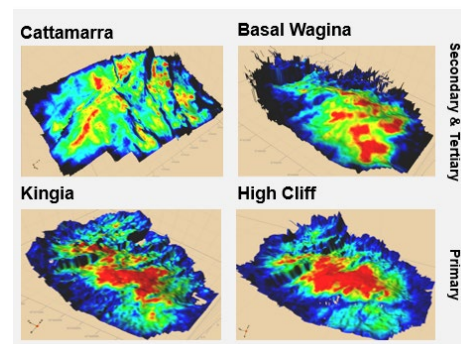 Cattamarra
Basal Wagina
Secondary & Tertiary
Kingia
High Cliff
Primary